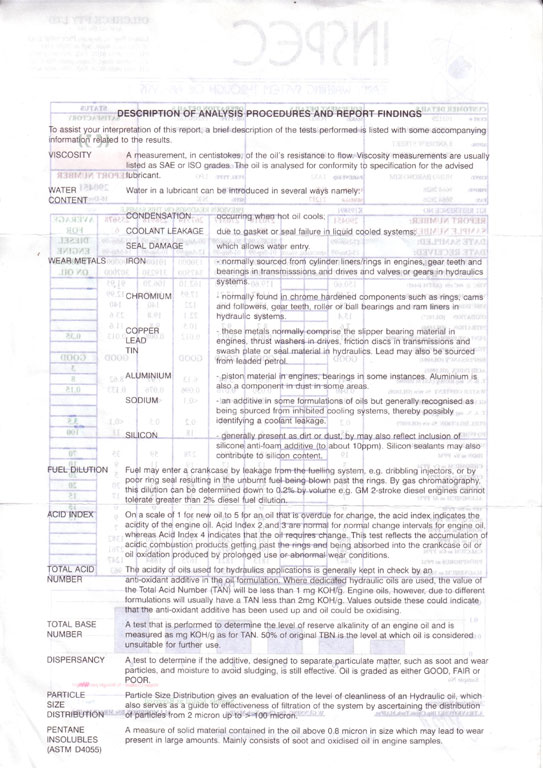 DESCRIPTION OF ANALYSIS PROCEDURES AND REPORT FINDINGS
To assist your interpretation of this report, a brief description of the tests performed is listed with some accompanying
information related to the results.
VISCOSITY A measurement, in centistokes, of the oil's resistance to flow. Viscosity measurements are usually
listed as SAE or ISO grades. The oil is analysed for conformity to specification for the advised
lubricant.
WATER Water in a lubricant can be introduced in several ways namely:
CONTENT
CONDENSATION occurring when hot oil cools,
COOLANT LEAKAGE due to gasket or seal failure in liquid cooled systems;
SEAL DAMAGE which allows water entry.
WEAR METALS IRON - normally sourced from cylinder liners/rings in engines, gear teeth and
bearings in transmisssions and drives and valves or gears in hydraulics
systems.
CHROMIUM - normally found in chrome hardened components such as rings, cams
and followers, gear teeth, roller or ball bearings and ram liners in
hydraulic systems.
COPPER - these metals normally comprise the slipper bearing material in
LEAD engines, thrust washers in drives, friction discs in transmissions and
TIN swash plate or seal material in hydraulics. Lead may also be sourced
from leaded petrol.
ALUMINIUM - piston material in engines, bearings in some instances. Aluminium is
also a component in dust in some areas.
SODIUM - an additive in some formulations of oils but generally recognised as
being sourced from inhibited cooling systems, thereby possibly
identifying a coolant leakage.
SILICON - generally present as dirt or dust, by may also reflect inclusion of
silicone anti-foam additive (to about 10ppm). Silicon sealants may also
contribute to silicon content.
FUEL DILUTION Fuel may enter a crankcase by leakage from the fuelling system, e.g. dribbling injectors, or by
poor ring seal resulting in the unburnt fuel being blown past the rings. By gas chromatography,
this dilution can be determined down to 0.2% by volume e.g. GM 2-stroke diesel engines cannot
tolerate greater than 2% diesel fuel dilution.
ACID INDEX On a scale of 1 for new oil to 5 for an oil that is overdue for change, the acid index indicates the
acidity of the engine oil. Acid Index 2 and 3 are normal for normal change intervals for engine oil,
whereas Acid Index 4 indicates that the oil requires change. This test reflects the accumulation of
acidic combustion products getting past the rings and being absorbed into the crankcase oil or
oil oxidation produced by prolonged use or abnormal wear conditions.
TOTAL ACID The acidity of oils used for hydraulics applications is generally kept in check by an
NUMBER anti-oxidant additive in the oil formulation. Where dedicated hydraulic oils are used, the value of
the Total Acid Number (TAN) will be less than 1 mg KOH/g. Engine oils, however, due to different
formulations will usually have a TAN less than 2mg KOH/g. Values outside these could indicate
that the anti-oxidant additive has been used up and oil could be oxidising.
TOTAL BASE A test that is performed to determine the level of reserve alkalinity of an engine oil and is
NUMBER measured as mg KOH/g as for TAN. 50% of original TBN is the level at which oil is considered
unsuitable for further use.
DISPERSANCY A test to determine if the additive, designed to separate particulate matter, such as soot and wear
particles, and moisture to avoid sludging, is still effective. Oil is graded as either GOOD, FAIR or
POOR.
PARTICLE Particle Size Distribution gives an evaluation of the level of cleanliness of an Hydraulic oil, which
SIZE also serves as a guide to effectiveness of filtration of the system by ascertaining the distribution
DISTRIBUTION of particles from 2 micron up to > 100 micron.
PENTANE A measure of solid material contained in the oil above 0.8 micron in size which may lead to wear
INSOLUBLES present in large amounts. Mainly consists of soot and oxidised oil in engine samples.
(ASTM D4055)